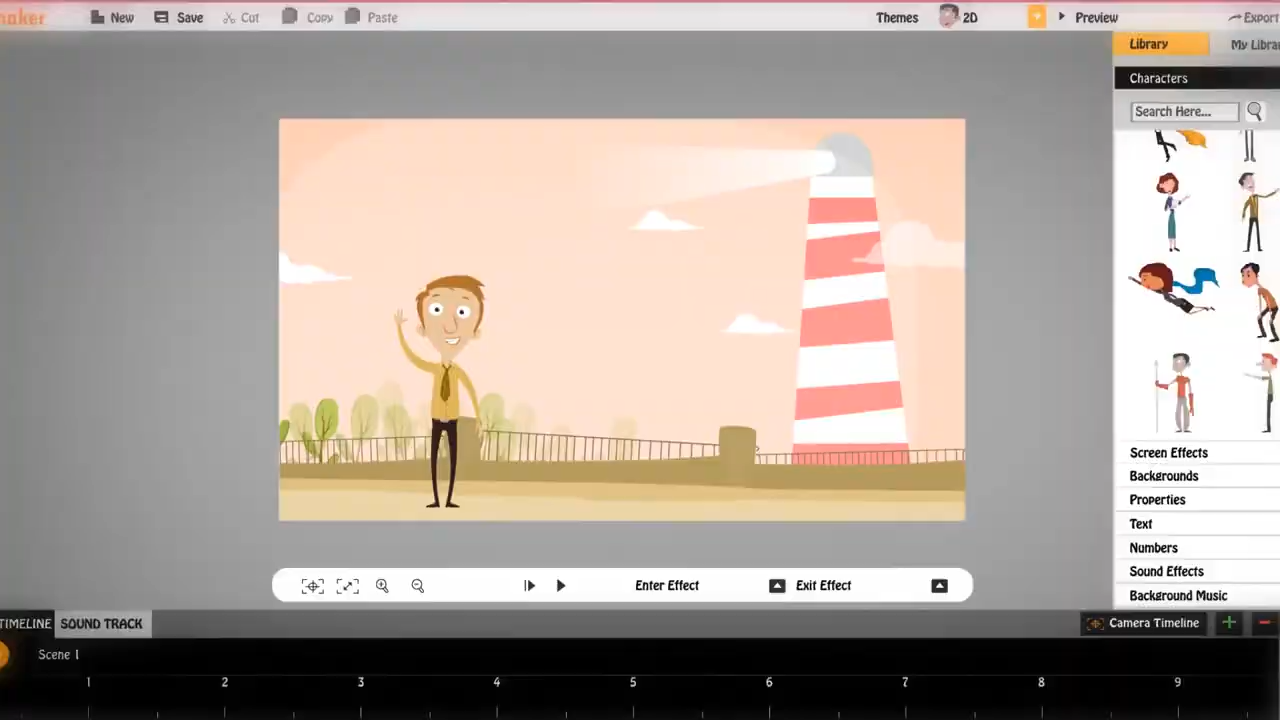 naker New Save Cut Copy Paste Themes 2D Preview Export
Library My Librar
Characters
Search Here...
Screen Effects
Backgrounds
Properties
Text
Numbers
Sound Effects
Background Music
Enter Effect Exit Effect
TIMELINE SOUND TRACK Camera Timeline
Scene 1
1 2 3 4 5 6 7 8 9